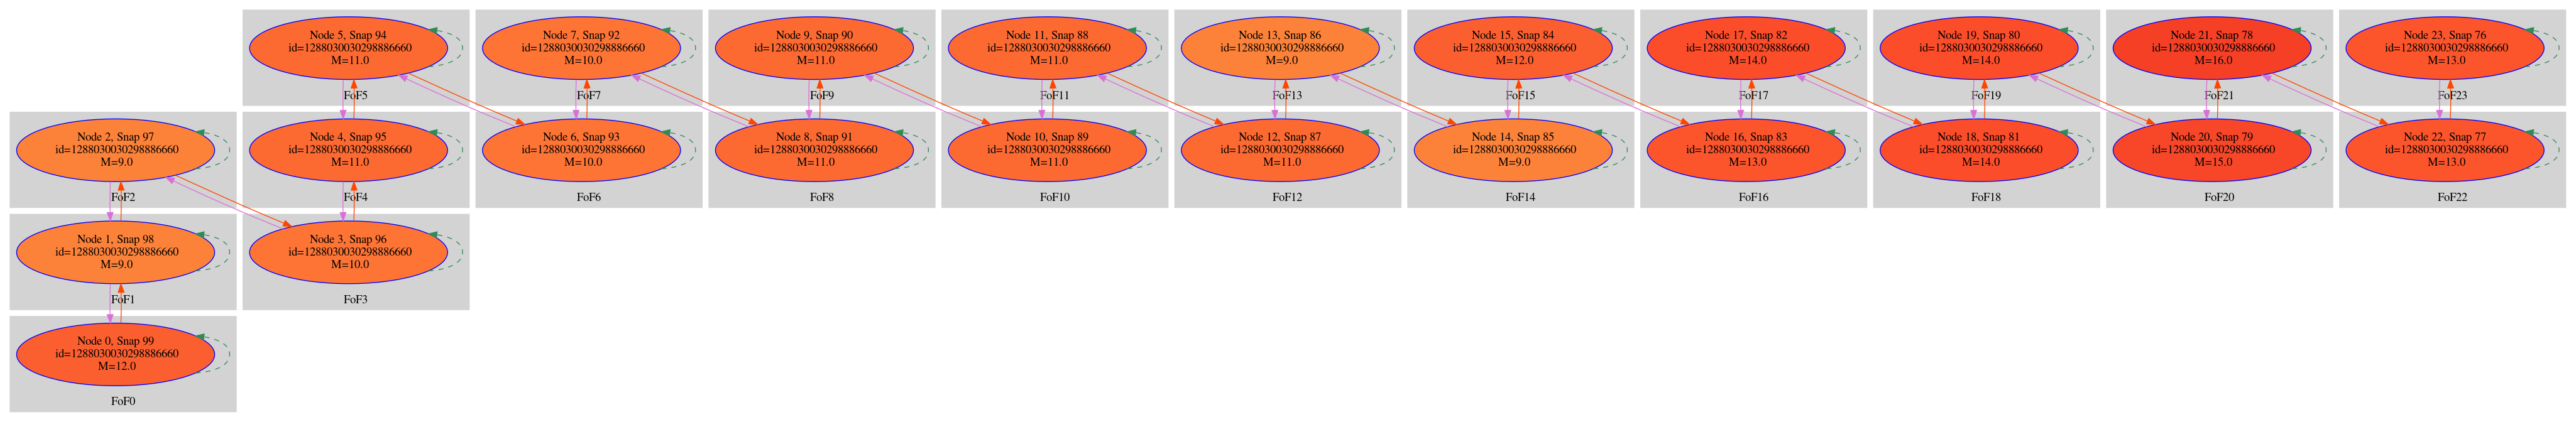 Node 5, Snap 94
id=1288030030298886660
M=11.0
FoF5
Node 7, Snap 92
id=1288030030298886660
M=10.0
FoF7
Node 9, Snap 90
id=1288030030298886660
M=11.0
FoF9
Node 11, Snap 88
id=1288030030298886660
M=11.0
FoF11
Node 13, Snap 86
id=1288030030298886660
M=9.0
FoF13
Node 15, Snap 84
id=1288030030298886660
M=12.0
FoF15
Node 17, Snap 82
id=1288030030298886660
M=14.0
FoF17
Node 19, Snap 80
id=1288030030298886660
M=14.0
FoF19
Node 21, Snap 78
id=1288030030298886660
M=16.0
FoF21
Node 23, Snap 76
id=1288030030298886660
M=13.0
FoF23
Node 2, Snap 97
id=1288030030298886660
M=9.0
FoF2
Node 4, Snap 95
id=1288030030298886660
M=11.0
FoF4
Node 6, Snap 93
id=1288030030298886660
M=10.0
FoF6
Node 8, Snap 91
id=1288030030298886660
M=11.0
FoF8
Node 10, Snap 89
id=1288030030298886660
M=11.0
FoF10
Node 12, Snap 87
id=1288030030298886660
M=11.0
FoF12
Node 14, Snap 85
id=1288030030298886660
M=9.0
FoF14
Node 16, Snap 83
id=1288030030298886660
M=13.0
FoF16
Node 18, Snap 81
id=1288030030298886660
M=14.0
FoF18
Node 20, Snap 79
id=1288030030298886660
M=15.0
FoF20
Node 22, Snap 77
id=1288030030298886660
M=13.0
FoF22
Node 1, Snap 98
id=1288030030298886660
M=9.0
FoF1
Node 3, Snap 96
id=1288030030298886660
M=10.0
FoF3
Node 0, Snap 99
id=1288030030298886660
M=12.0
FoF0